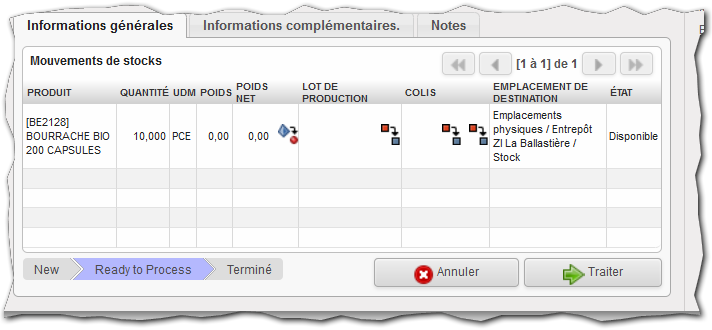 Informations générales Informations complémentaires. Notes
Mouvements de stocks [1 à 1] de 1
PRODUIT QUANTITÉ UDM POIDS POIDS NET LOT DE PRODUCTION COLIS EMPLACEMENT DE DESTINATION ÉTAT
[BE2128] BOURRACHE BIO 200 CAPSULES 10,000 PCE 0,00 0,00 Emplacements physiques / Entrepôt ZI La Ballastière / Stock Disponible
New Ready to Process Terminé Annuler Traiter